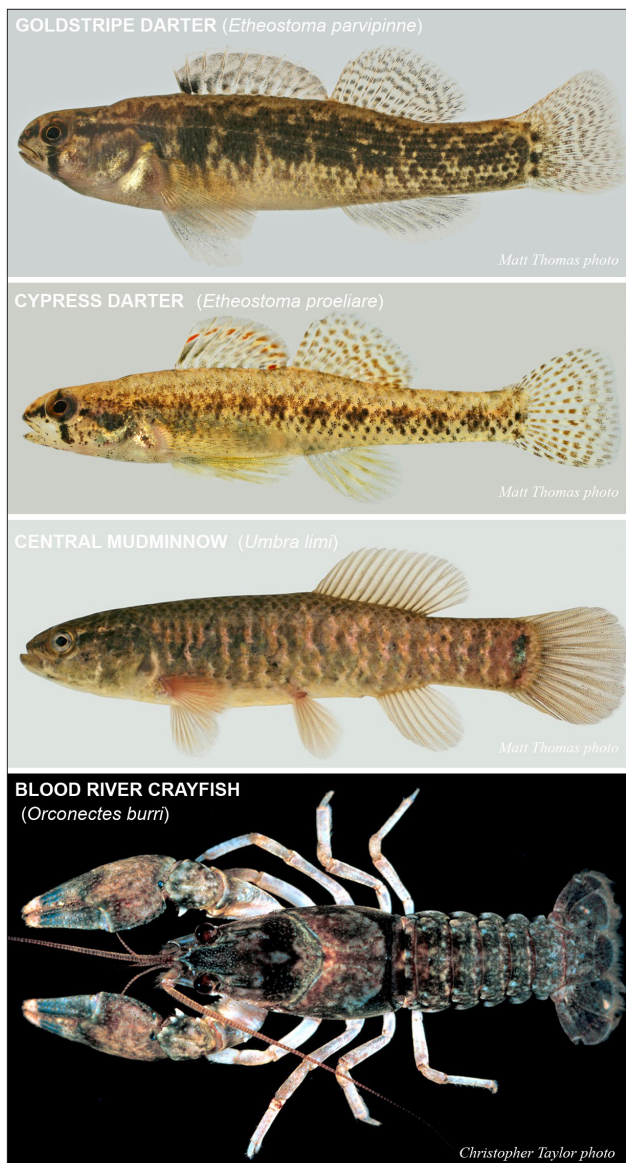 GOLDSTRIPE DARTER (Etheostoma parvipinne)
Matt Thomas photo
CYPRESS DARTER (Etheostoma proeliare)
Matt Thomas photo
CENTRAL MUDMINNOW (Umbra limi)
Matt Thomas photo
BLOOD RIVER CRAYFISH
(Orconectes burri)
Christopher Taylor photo